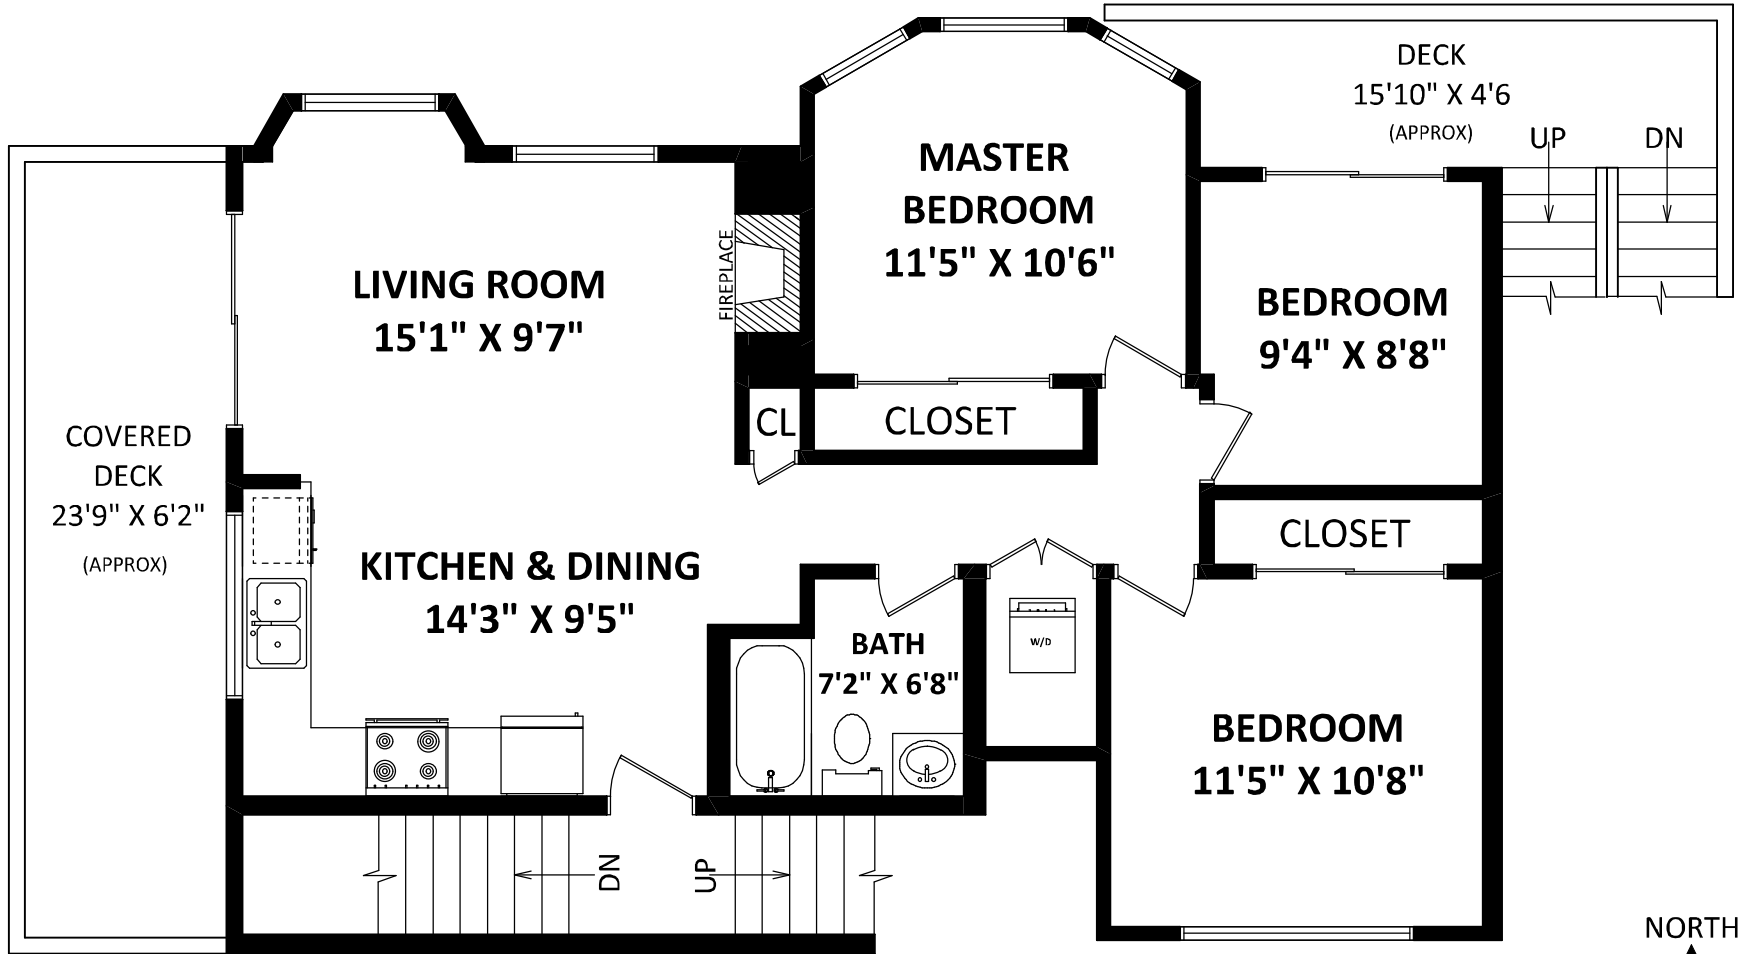 DECK
15'10" X 4'6
(APPROX)
UP
DN
MASTER
BEDROOM
11'5" X 10'6"
LIVING ROOM
15'1" X 9'7"
FIREPLACE
BEDROOM
9'4" X 8'8"
CL
CLOSET
COVERED
DECK
23'9" X 6'2"
(APPROX)
CLOSET
KITCHEN & DINING
14'3" X 9'5"
BATH
7'2" X 6'8"
W/D
BEDROOM
11'5" X 10'8"
DN
UP
NORTH